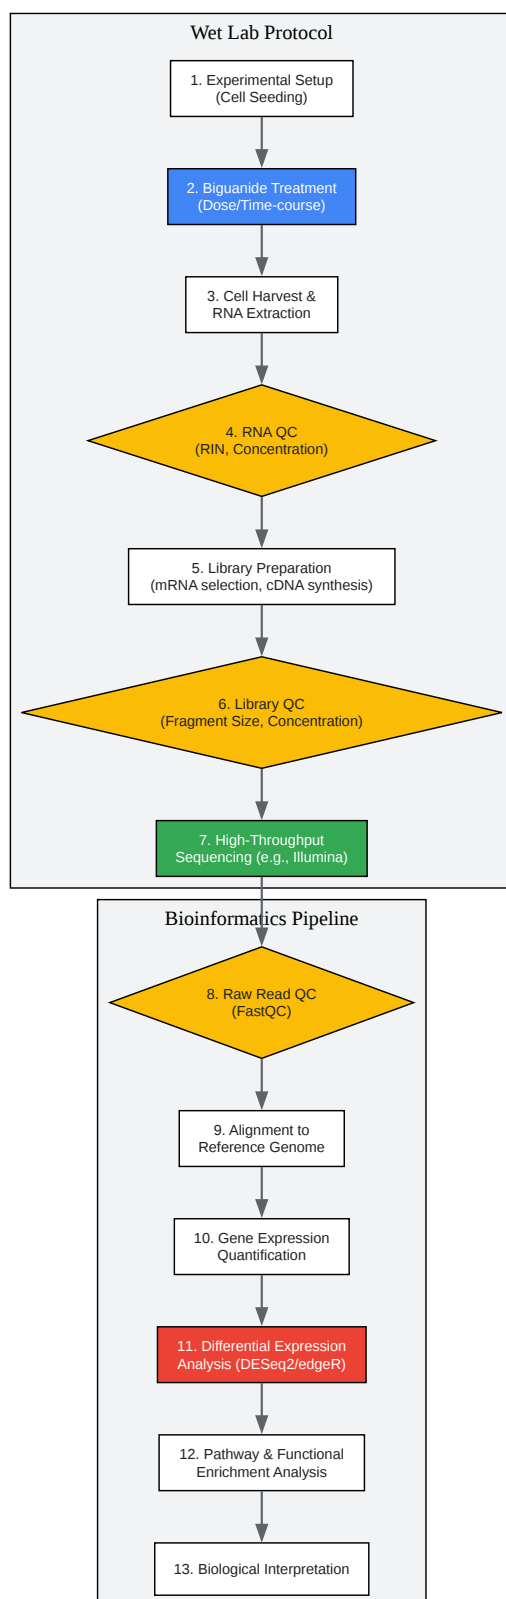 Wet Lab Protocol
1. Experimental Setup
(Cell Seeding)
2. Biguanide Treatment
(Dose/Time-course)
3. Cell Harvest &
RNA Extraction
4. RNA QC
(RIN, Concentration)
5. Library Preparation
(mRNA selection, cDNA synthesis)
6. Library QC
(Fragment Size, Concentration)
7. High-Throughput
Sequencing (e.g., Illumina)
Bioinformatics Pipeline
8. Raw Read QC
(FastQC)
9. Alignment to
Reference Genome
10. Gene Expression
Quantification
11. Differential Expression
Analysis (DESeq2/edgeR)
12. Pathway & Functional
Enrichment Analysis
13. Biological Interpretation